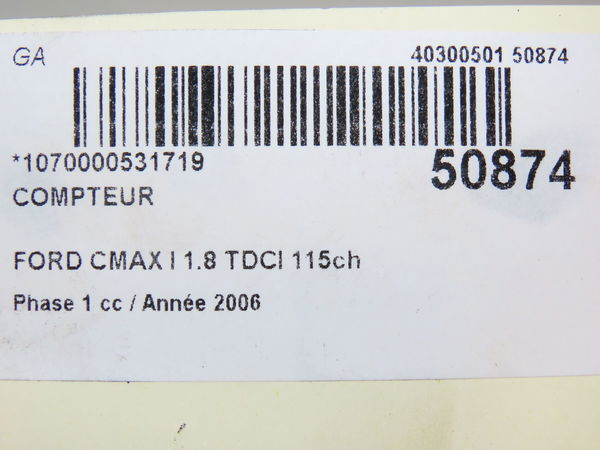 GA 40300501 50874
*1070000531719 50874
COMPTEUR
FORD CMAX I 1.8 TDCI 115ch
Phase 1 cc / Année 2006